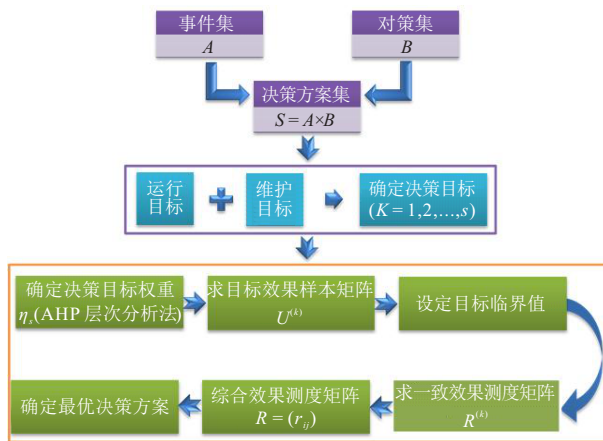 事件集
A
对策集
B
决策方案集
S = A×B
运行
目标
维护
目标
确定决策目标
(K = 1,2,…,s)
确定决策目标权重
ηs(AHP 层次分析法)
求目标效果样本矩阵
U(k)
设定目标临界值
确定最优决策方案
综合效果测度矩阵
R = (rij)
求一致效果测度矩阵
R(k)